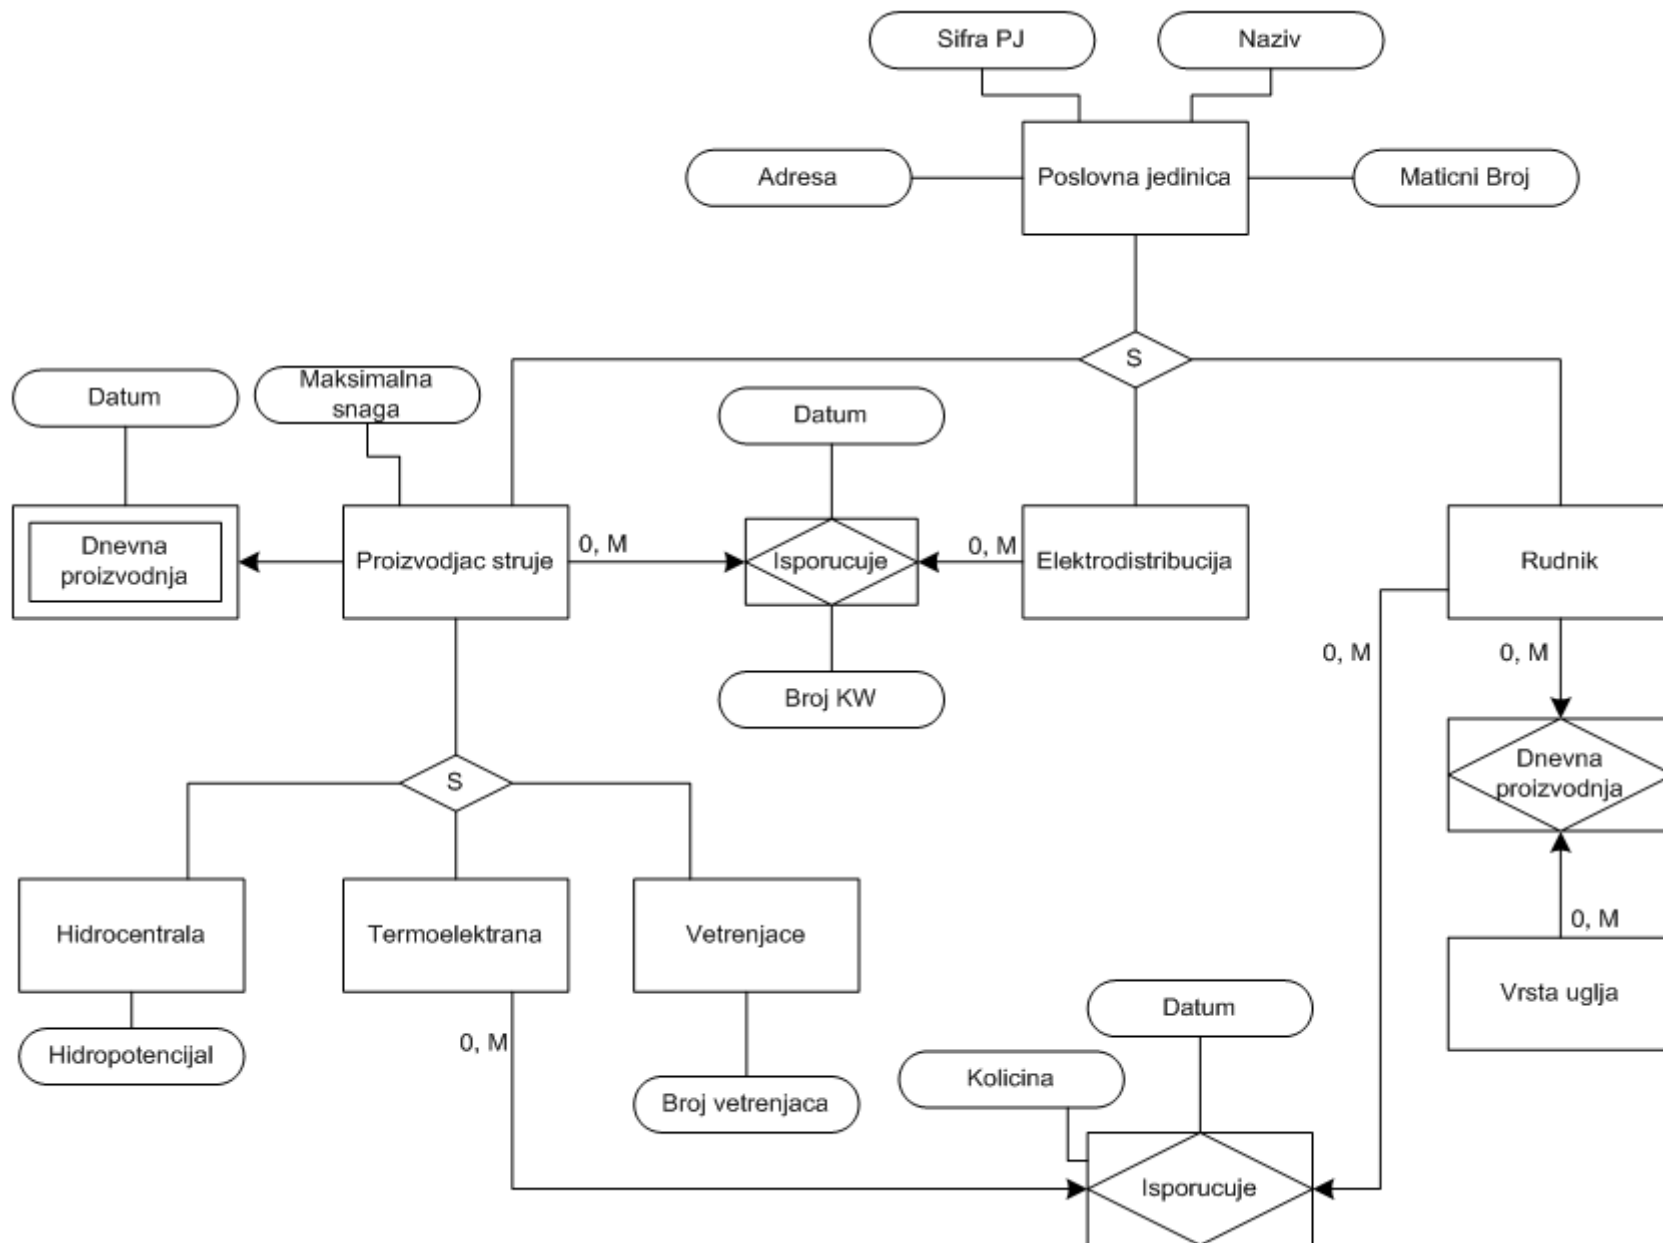 Sifra PJ
Naziv
Adresa
Poslovna jedinica
Maticni Broj
S
Datum
Maksimalna
snaga
Datum
Dnevna
proizvodnja
Proizvodjac struje
0, M
Isporucuje
0, M
Elektrodistribucija
Rudnik
0, M
0, M
Broj KW
S
Dnevna
proizvodnja
Hidrocentrala
Termoelektrana
Vetrenjace
0, M
Vrsta uglja
Datum
0, M
Hidropotencijal
Kolicina
Broj vetrenjaca
Isporucuje